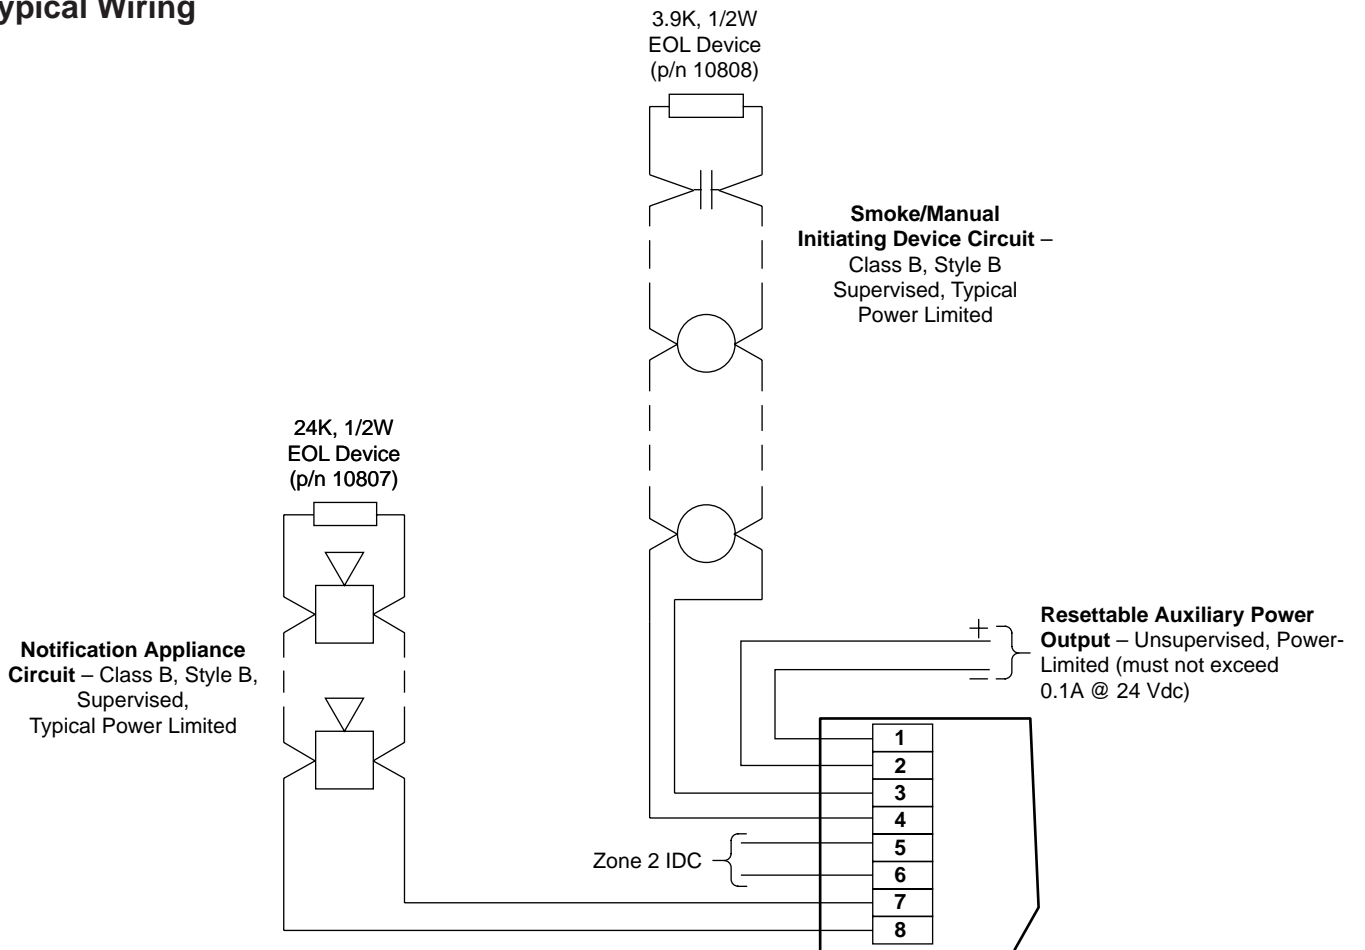 ypical Wiring
3.9K, 1/2W
EOL Device
(p/n 10808)
Smoke/Manual
Initiating Device Circuit –
Class B, Style B
Supervised, Typical
Power Limited
24K, 1/2W
EOL Device
(p/n 10807)
Notification Appliance
Circuit – Class B, Style B,
Supervised,
Typical Power Limited
+
–
Resettable Auxiliary Power
Output – Unsupervised, Power-
Limited (must not exceed
0.1A @ 24 Vdc)
1
2
3
4
Zone 2 IDC
5
6
7
8